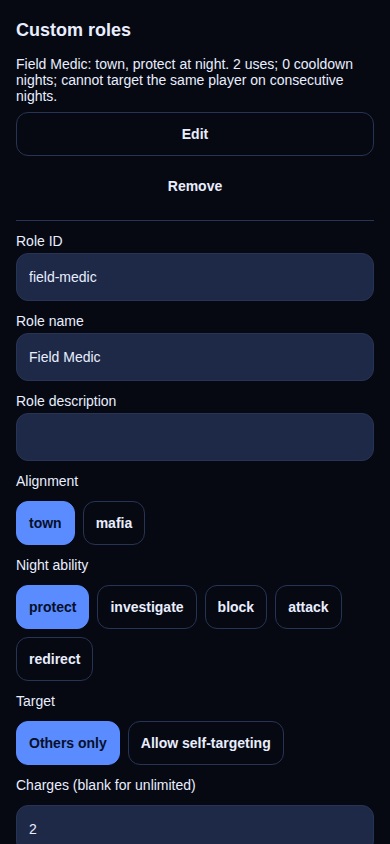 Custom roles
Field Medic: town, protect at night. 2 uses; 0 cooldown
nights; cannot target the same player on consecutive
nights.
Edit
Remove
Role ID
field-medic
Role name
Field Medic
Role description
Alignment
town mafia
Night ability
protect investigate block attack
redirect
Target
Others only Allow self-targeting
Charges (blank for unlimited)
2